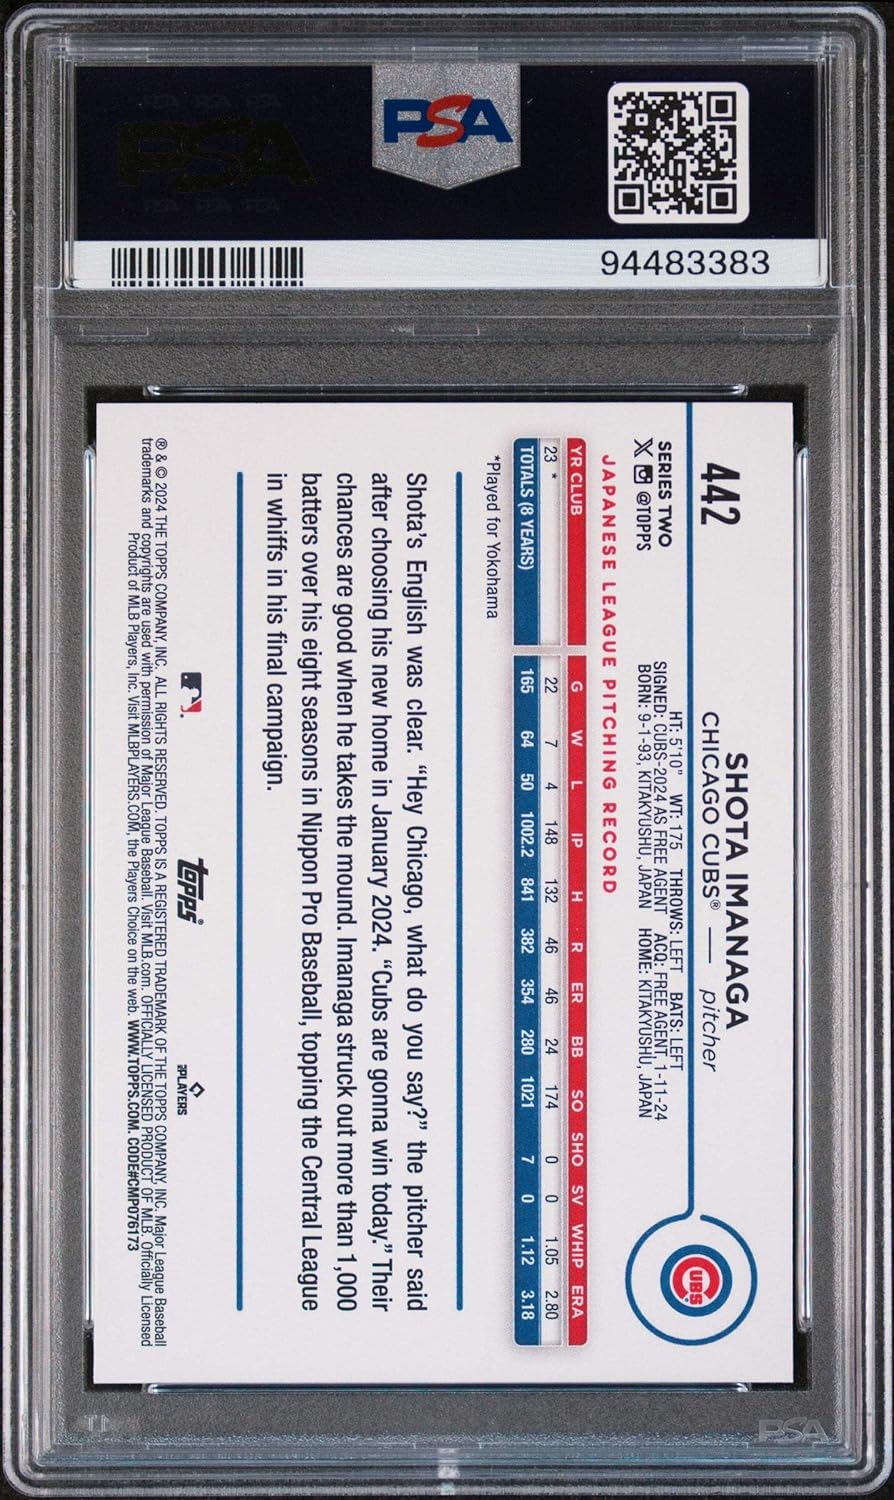 PSA
PSA
94483383
442
SHOTA IMANAGA
CHICAGO CUBS® — pitcher
CUBS
SERIES TWO
@TOPPS
HT: 5'10" WT: 175 THROWS: LEFT BATS: LEFT
SIGNED: CUBS-2024 AS FREE AGENT ACQ: FREE AGENT, 1-11-24
BORN: 9-1-93, KITAKYUSHU, JAPAN HOME: KITAKYUSHU, JAPAN
JAPANESE LEAGUE PITCHING RECORD
YR CLUB G W L IP H R ER BB SO SHO SV WHIP ERA
23 * 22 7 4 148 132 46 46 24 174 0 0 1.05 2.80
TOTALS (8 YEARS) 165 64 50 1002.2 841 382 354 280 1021 7 0 1.12 3.18
*Played for Yokohama
Shota's English was clear. “Hey Chicago, what do you say?” the pitcher said
after choosing his new home in January 2024. “Cubs are gonna win today.” Their
chances are good when he takes the mound. Imanaga struck out more than 1,000
batters over his eight seasons in Nippon Pro Baseball, topping the Central League
in whiffs in his final campaign.
TOPPS®
PLAYERS
® & © 2024 THE TOPPS COMPANY, INC. ALL RIGHTS RESERVED. TOPPS IS A REGISTERED TRADEMARK OF THE TOPPS COMPANY, INC. Major League Baseball
trademarks and copyrights are used with permission of Major League Baseball. Visit MLB.com. OFFICIALLY LICENSED PRODUCT OF MLB. Officially Licensed
Product of MLB Players, Inc. Visit MLBPLAYERS.COM, the Players Choice on the web. WWW.TOPPS.COM. CODE#CMP076173
PSA